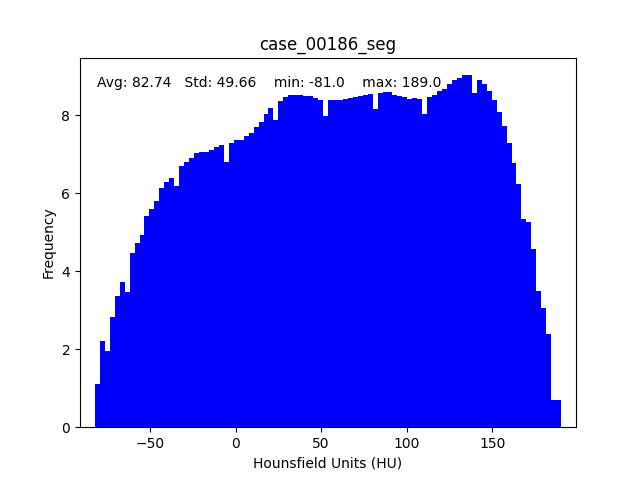 case_00186_seg
Avg: 82.74 Std: 49.66 min: -81.0 max: 189.0
8
6
4
2
0
Frequency
−50 0 50 100 150
Hounsfield Units (HU)